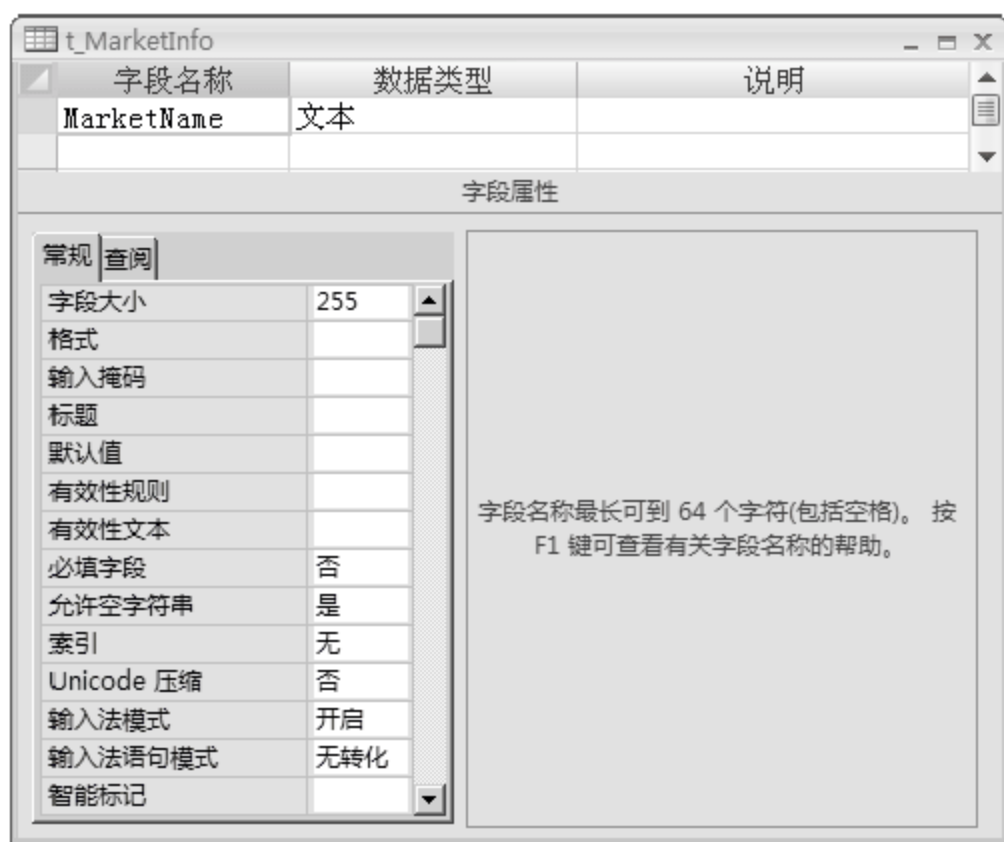 t_MarketInfo
字段名称 数据类型 说明
MarketName 文本
字段属性
常规 查阅
字段大小 255
格式
输入掩码
标题
默认值
有效性规则
有效性文本
必填字段 否
允许空字符串 是
索引 无
Unicode 压缩 否
输入法模式 开启
输入法语句模式 无转化
智能标记
字段名称最长可到 64 个字符(包括空格)。 按
F1 键可查看有关字段名称的帮助。